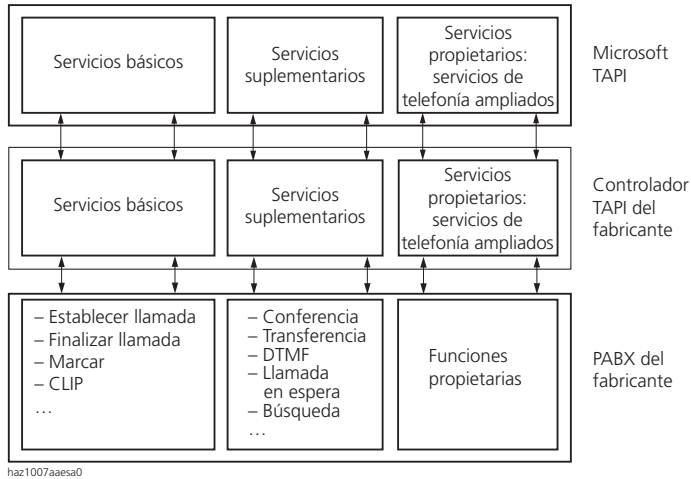 Servicios básicos
Servicios
suplementarios
Servicios
propietarios:
servicios de
telefonía ampliados
Microsoft
TAPI
Servicios básicos
Servicios
suplementarios
Servicios
propietarios:
servicios de
telefonía ampliados
Controlador
TAPI del
fabricante
– Establecer llamada
– Finalizar llamada
– Marcar
– CLIP
…
– Conferencia
– Transferencia
– DTMF
– Llamada
en espera
– Búsqueda
…
Funciones
propietarias
PABX del
fabricante
haz1007aaesa0